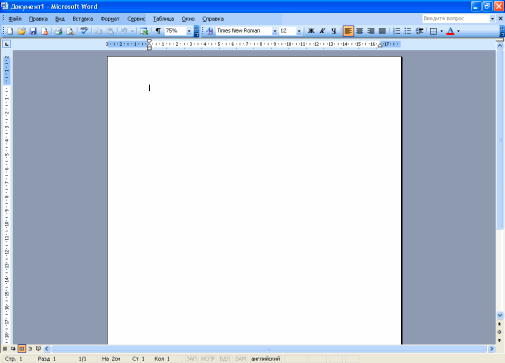 Документ1 - Microsoft Word
Файл Правка Вид Вставка Формат Сервис Таблица Окно Справка
Введите вопрос
¶ 75% Times New Roman 12 Ж К Ч А
3 2 1 1 2 3 4 5 6 7 8 9 10 11 12 13 14 15 16 17
Стр. 1 Разд 1 1/1 На 2см Ст 1 Кол 1 ЗАП ИСПР ВДЛ ЗАМ английский